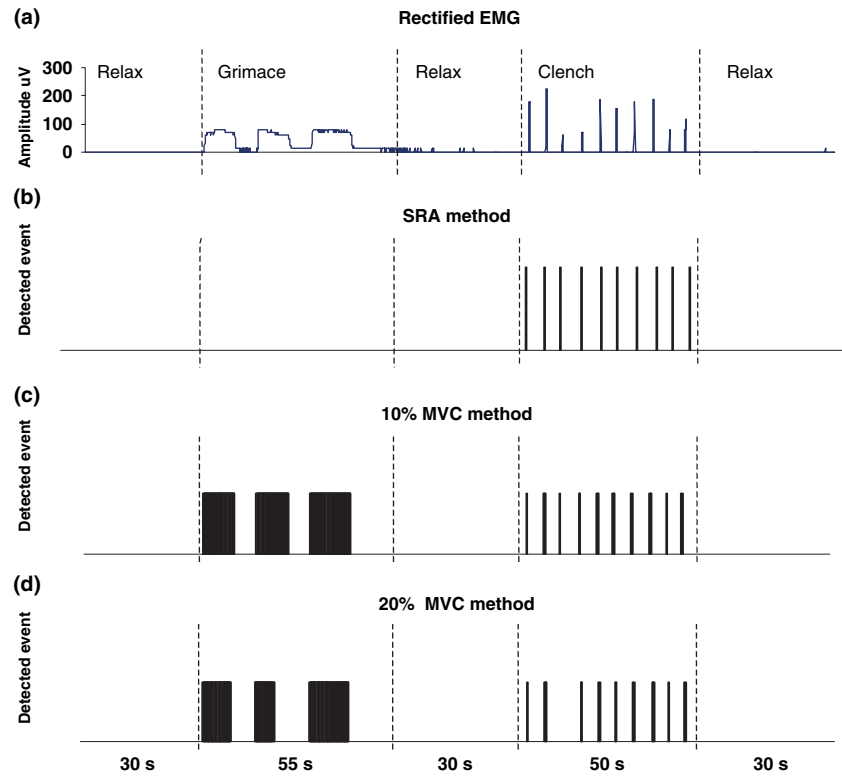 (a)
Rectified EMG
Relax Grimace Relax Clench Relax
Amplitude uV
300
200
100
0
(b)
SRA method
Detected event
(c)
10% MVC method
Detected event
(d)
20% MVC method
Detected event
30 s 55 s 30 s 50 s 30 s